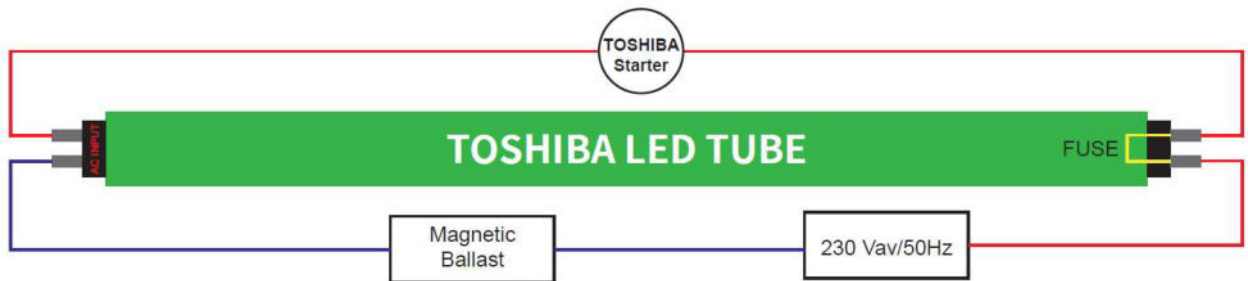 TOSHIBA
Starter
AC INPUT
TOSHIBA LED TUBE
FUSE
Magnetic
Ballast
230 Vav/50Hz